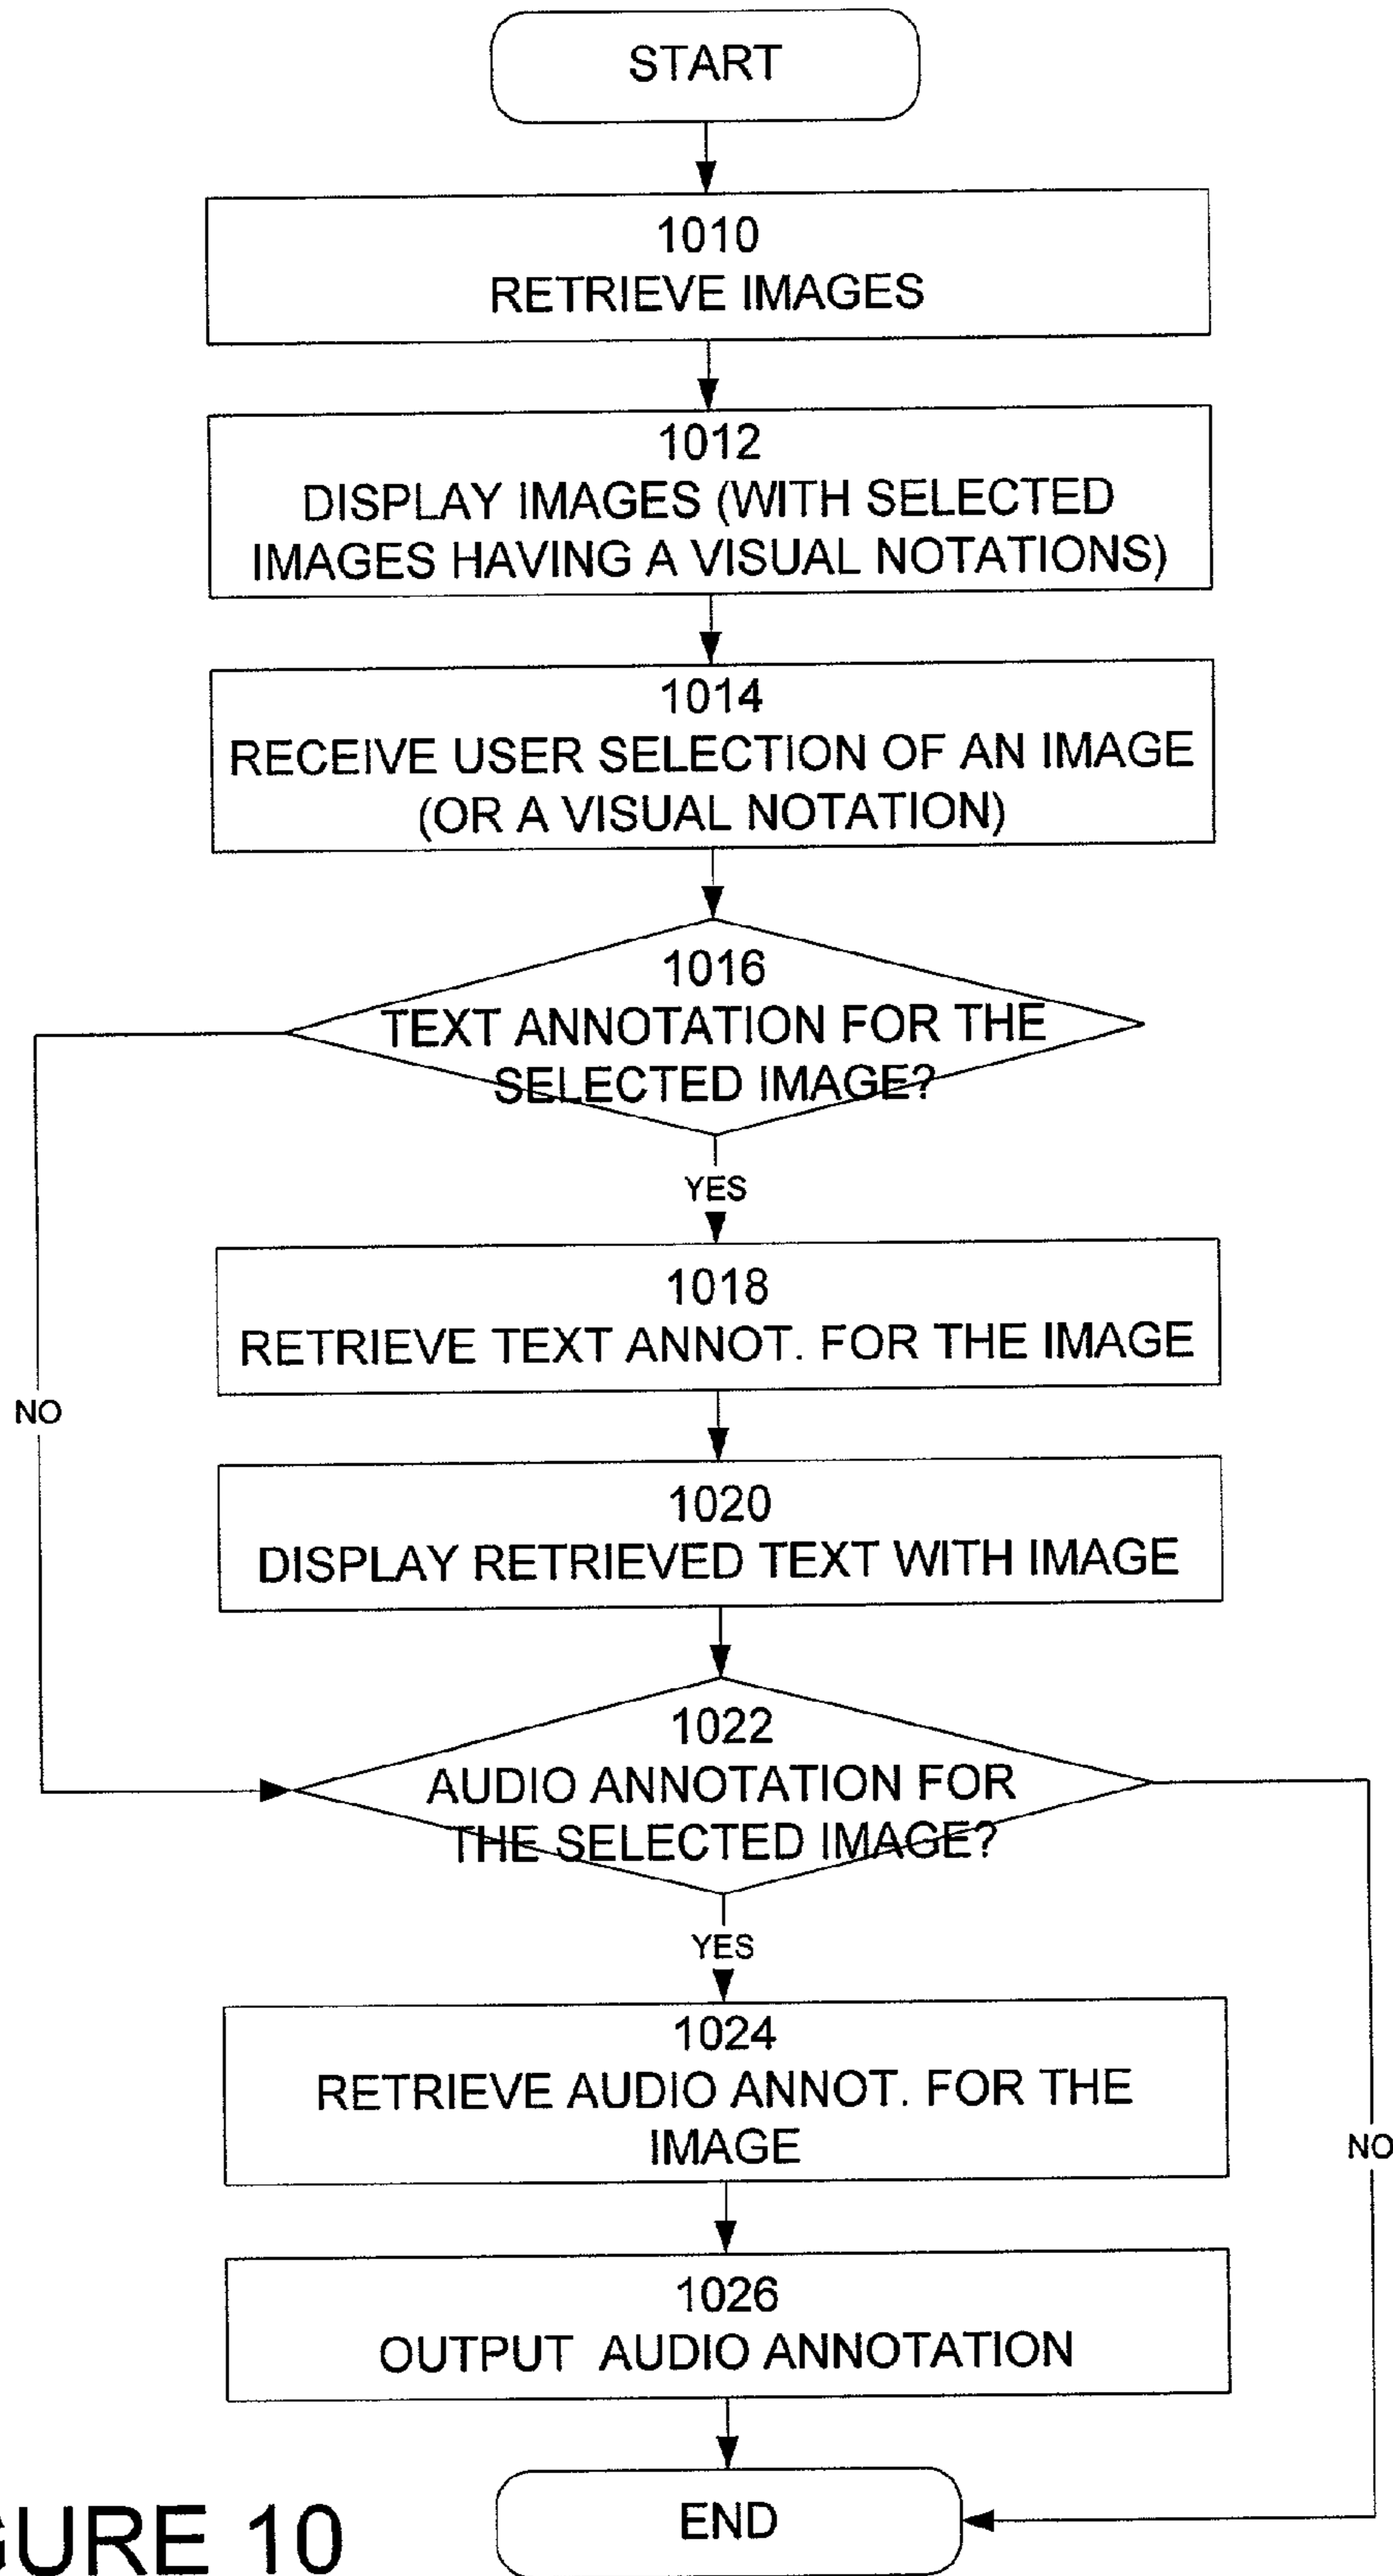 START
1010
RETRIEVE IMAGES
1012
DISPLAY IMAGES (WITH SELECTED
IMAGES HAVING A VISUAL NOTATIONS)
1014
RECEIVE USER SELECTION OF AN IMAGE
(OR A VISUAL NOTATION)
1016
TEXT ANNOTATION FOR THE
SELECTED IMAGE?
YES
1018
RETRIEVE TEXT ANNOT. FOR THE IMAGE
NO
1020
DISPLAY RETRIEVED TEXT WITH IMAGE
1022
AUDIO ANNOTATION FOR
THE SELECTED IMAGE?
YES
1024
RETRIEVE AUDIO ANNOT. FOR THE
IMAGE
NO
1026
OUTPUT AUDIO ANNOTATION
END
GURE 10